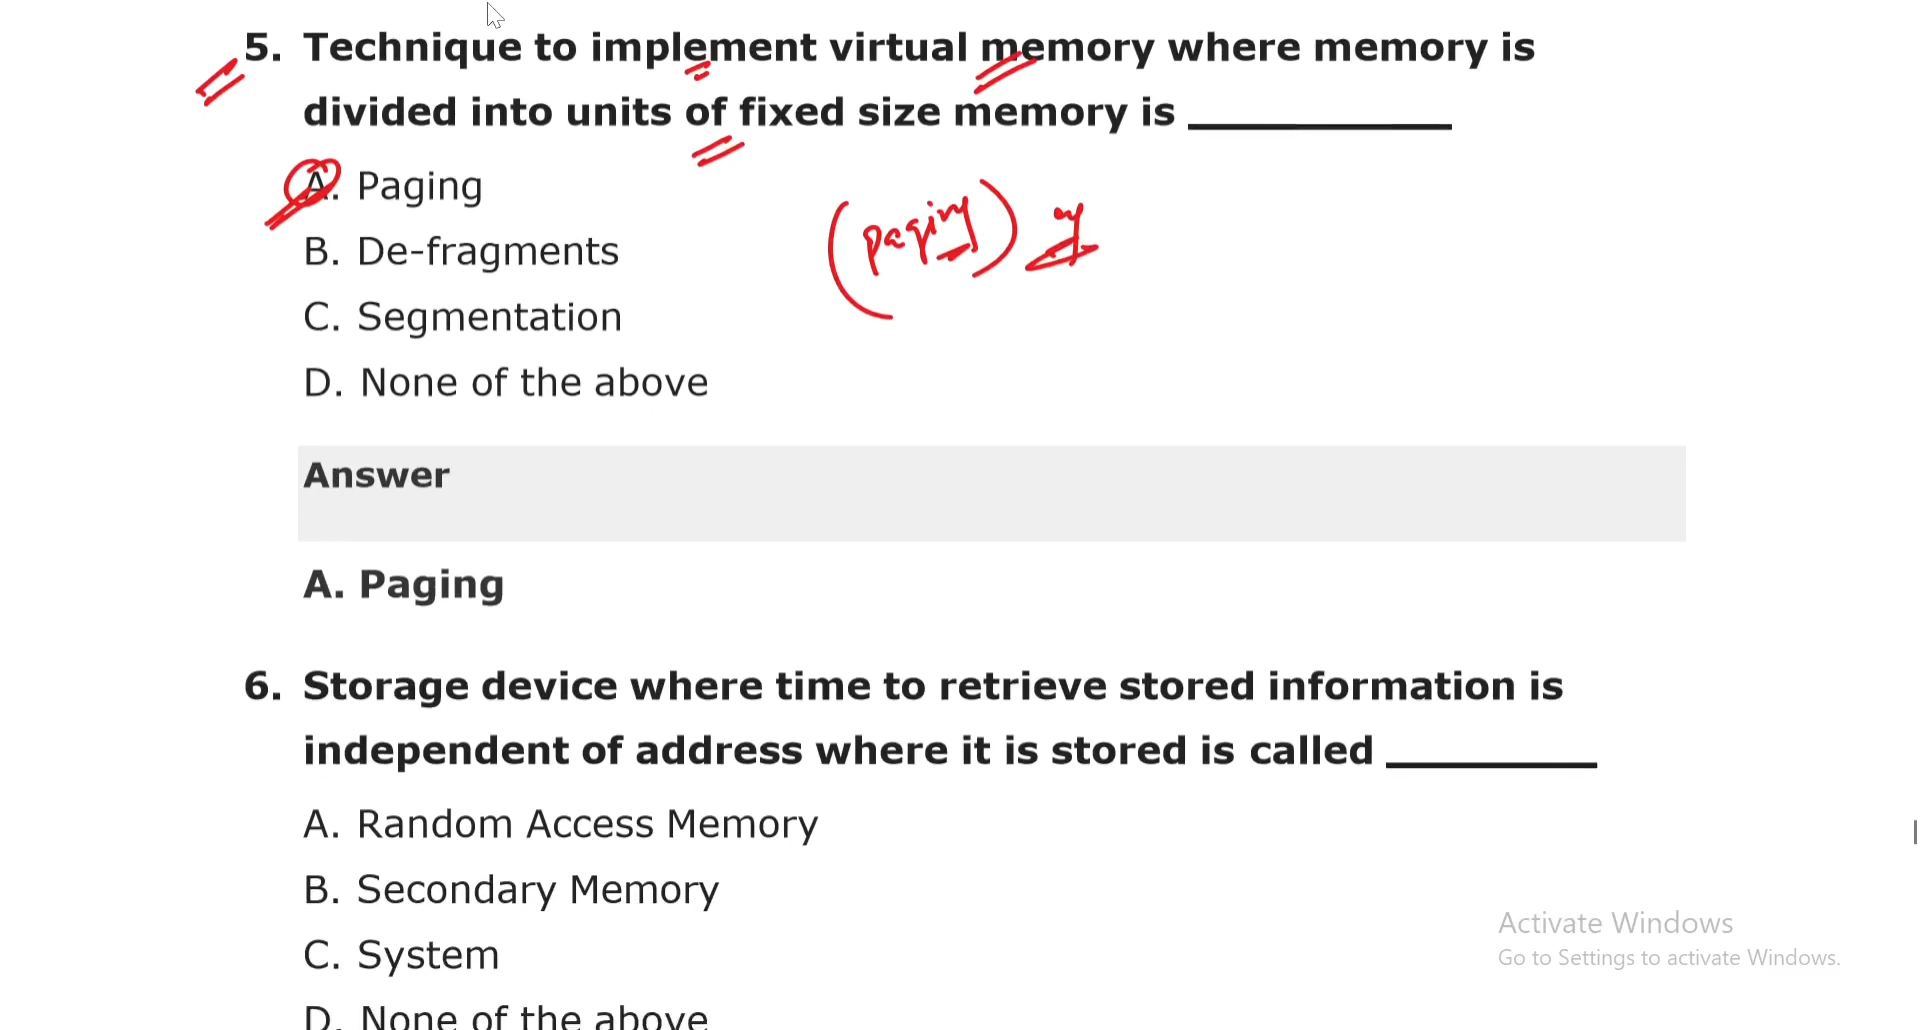 5. Technique to implement virtual memory where memory is
divided into units of fixed size memory is __________
A. Paging
(paging)
B. De-fragments
C. Segmentation
D. None of the above
Answer
A. Paging
6. Storage device where time to retrieve stored information is
independent of address where it is stored is called ________
A. Random Access Memory
B. Secondary Memory
C. System
D. None of the above
Activate Windows
Go to Settings to activate Windows.